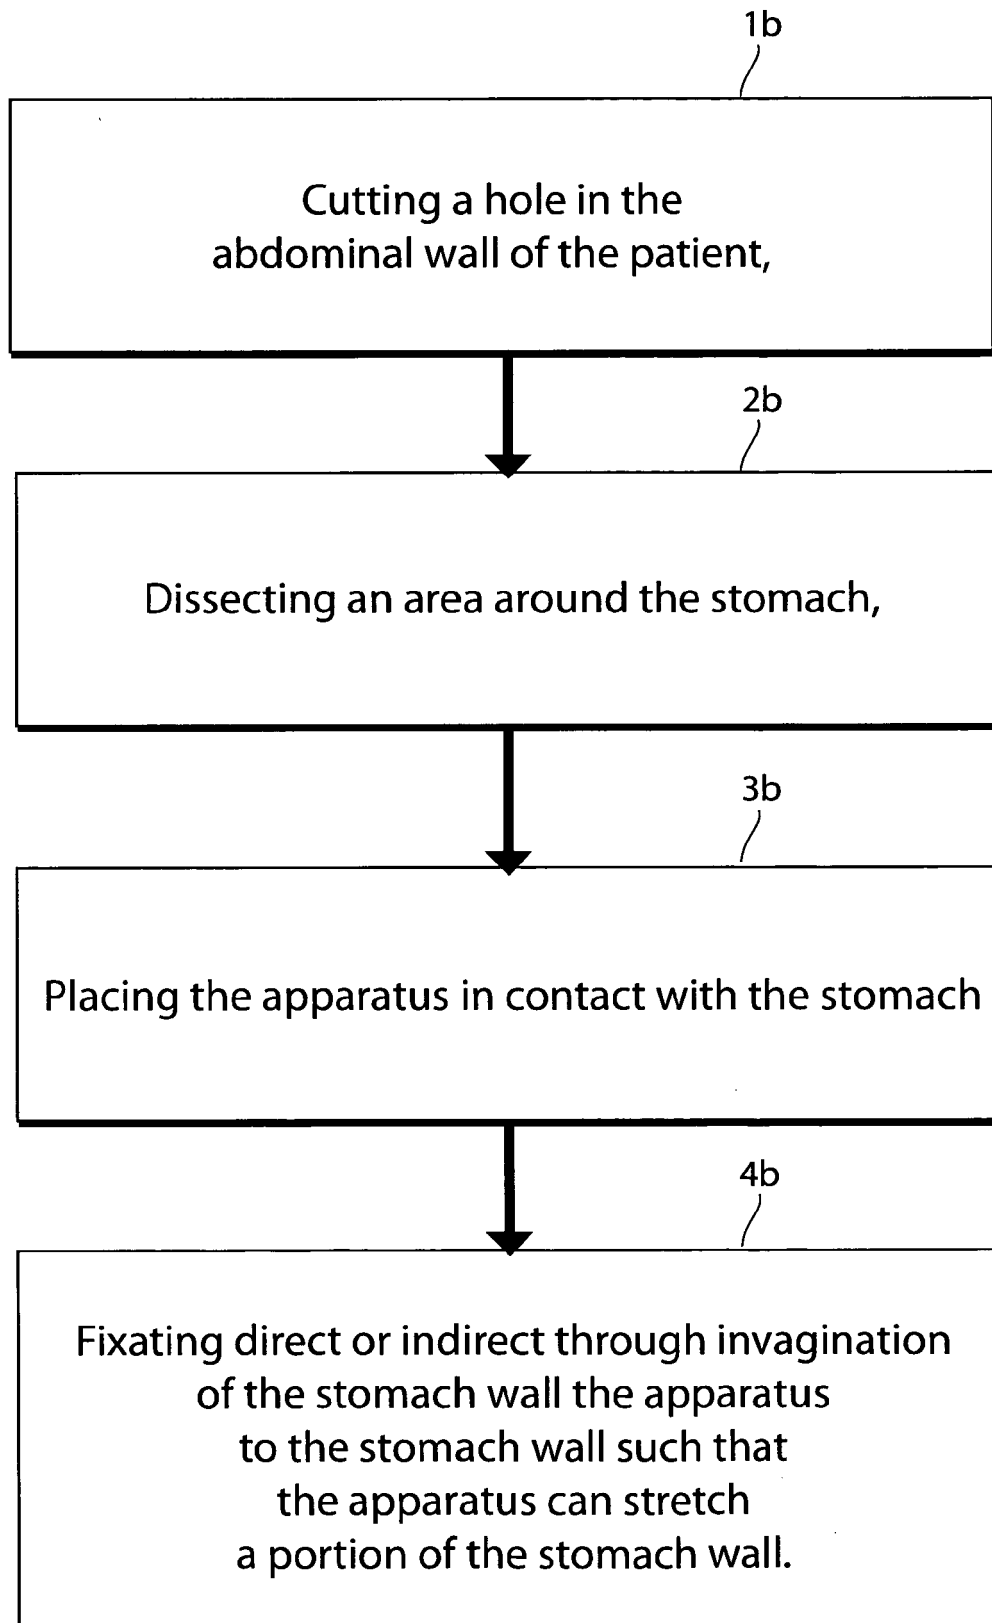 1b
Cutting a hole in the
abdominal wall of the patient,
2b
Dissecting an area around the stomach,
3b
Placing the apparatus in contact with the stomach
4b
Fixating direct or indirect through invagination
of the stomach wall the apparatus
to the stomach wall such that
the apparatus can stretch
a portion of the stomach wall.